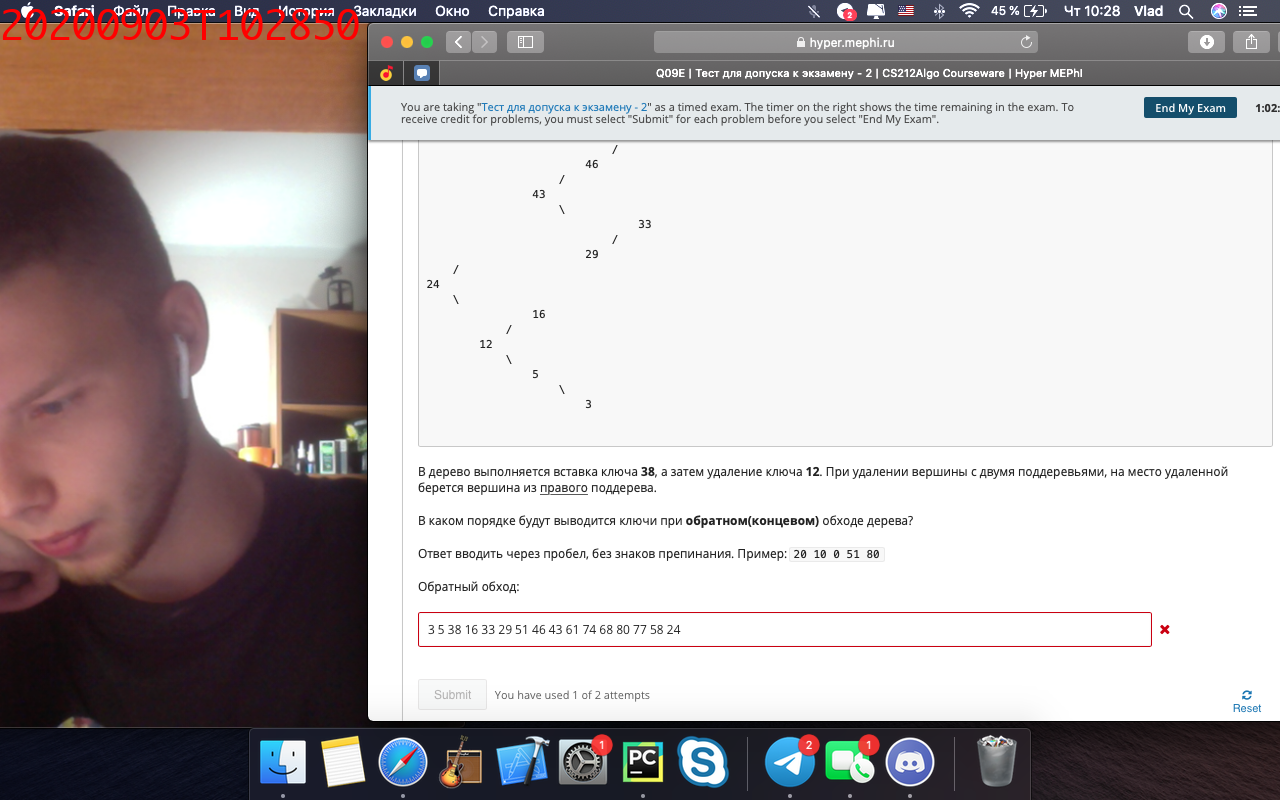 20200903T102850
Safari Файл Правка Вид История Закладки Окно Справка
2
45 % Чт 10:28 Vlad
hyper.mephi.ru
Q09E | Тест для допуска к экзамену - 2 | CS212Algo Courseware | Hyper MEPhI
You are taking "Тест для допуска к экзамену - 2" as a timed exam. The timer on the right shows the time remaining in the exam. To
receive credit for problems, you must select "Submit" for each problem before you select "End My Exam".
End My Exam
1:02:
/
46
/
43
\
33
/
29
/
24
\
16
/
12
\
5
\
3
В дерево выполняется вставка ключа 38, а затем удаление ключа 12. При удалении вершины с двумя поддеревьями, на место удаленной
берется вершина из правого поддерева.
В каком порядке будут выводится ключи при обратном(концевом) обходе дерева?
Ответ вводить через пробел, без знаков препинания. Пример: 20 10 0 51 80
Обратный обход:
3 5 38 16 33 29 51 46 43 61 74 68 80 77 58 24
Submit You have used 1 of 2 attempts
Reset
1
PC
2
1